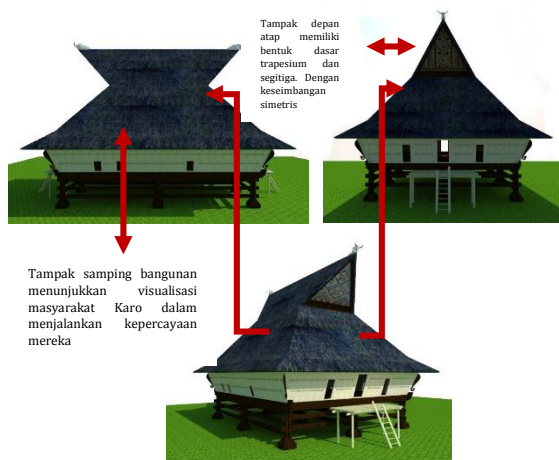 Tampak depan
atap memiliki
bentuk dasar
trapesium dan
segitiga. Dengan
keseimbangan
simetris
Tampak samping bangunan
menunjukkan visualisasi
masyarakat Karo dalam
menjalankan kepercayaan
mereka